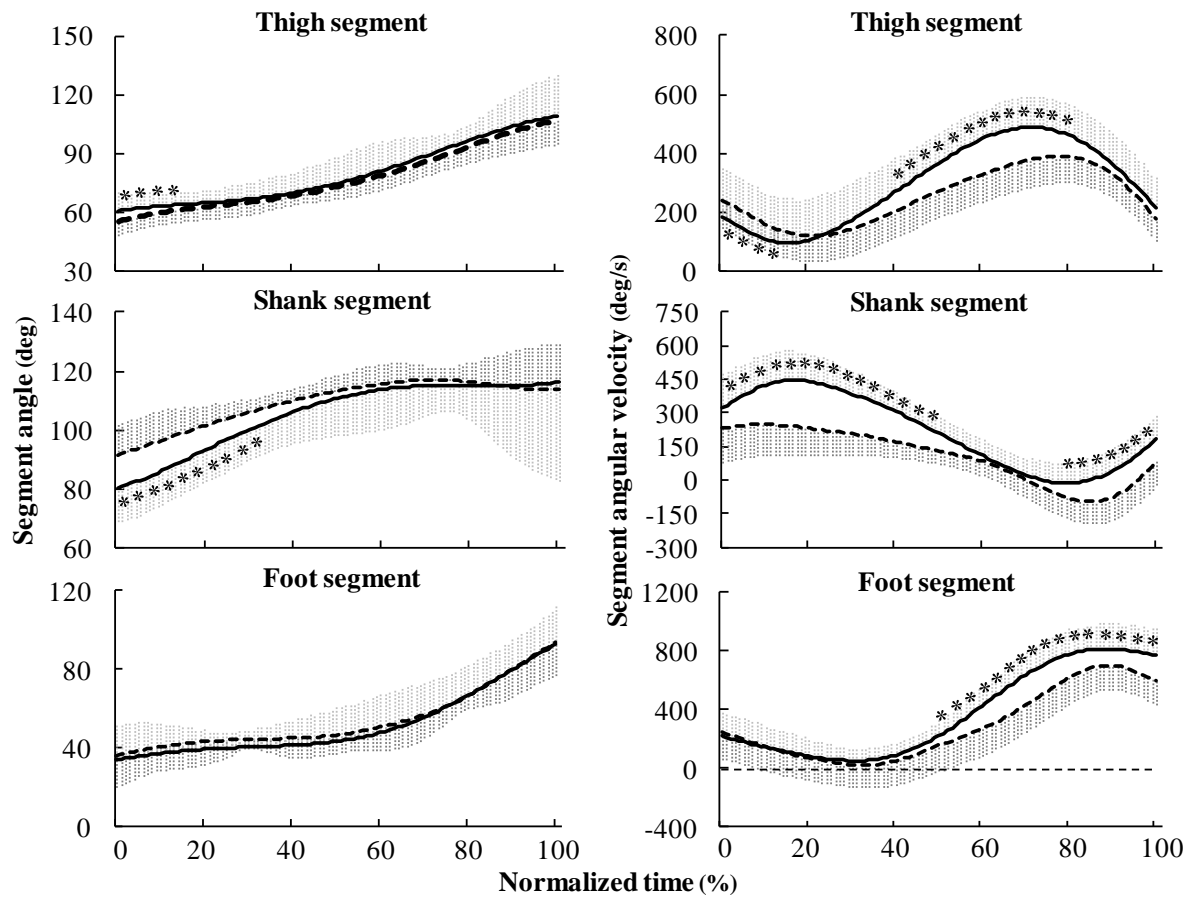 Thigh segment
150
120
90
60
30
* * * *
Shank segment
140
120
100
80
60
* * * * * * * * * *
Foot segment
120
80
40
0
0 20 40 60 80 100
Segment angle (deg)
Thigh segment
800
600
400
200
0
Shank segment
750
600
450
300
150
0
-150
-300
Foot segment
1200
800
400
0
-400
0 20 40 60 80 100
Segment angular velocity (deg/s)
Normalized time (%)